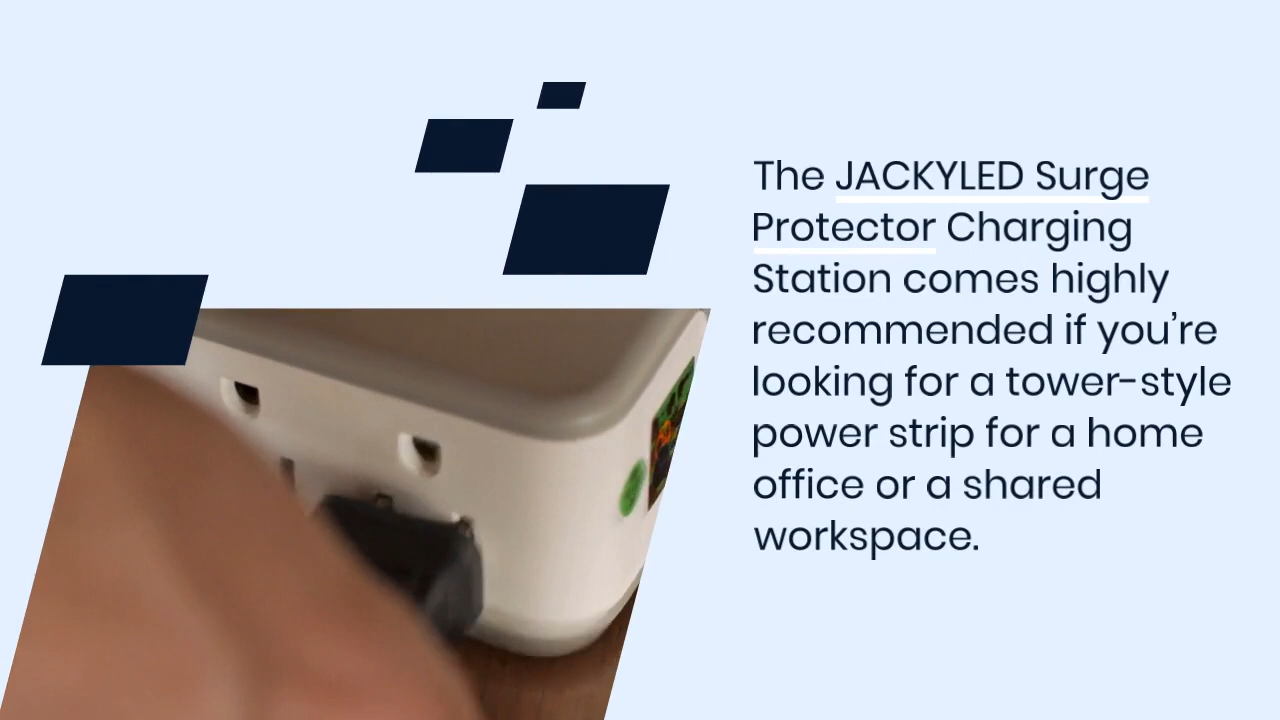 The JACKYLED Surge
Protector Charging
Station comes highly
recommended if you’re
looking for a tower-style
power strip for a home
office or a shared
workspace.